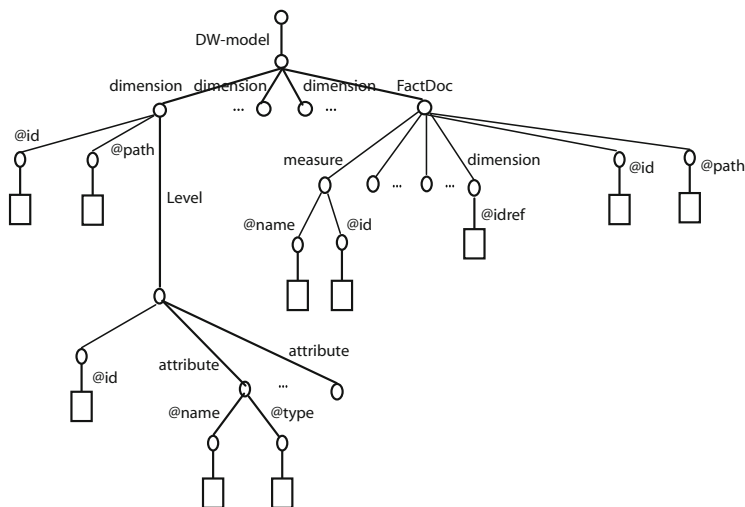 DW-model
dimension dimension dimension FactDoc
... ...
@id @path measure dimension @id @path
Level ... ...
@name @id @idref
attribute attribute
@id ...
@name @type